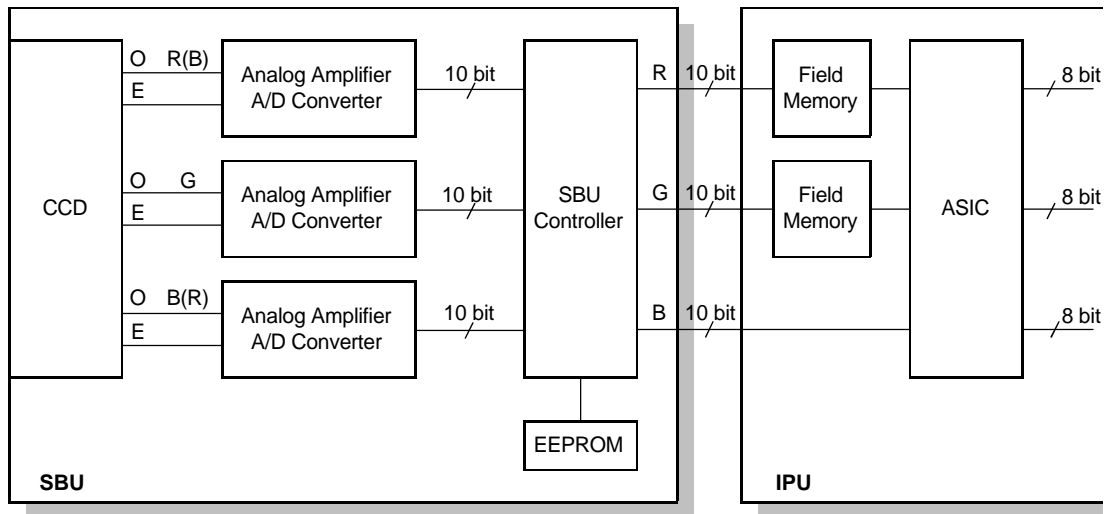 O R(B)
E
Analog Amplifier
A/D Converter
10 bit
R
10 bit
Field
Memory
8 bit
CCD
O G
E
Analog Amplifier
A/D Converter
10 bit
SBU
Controller
G
10 bit
Field
Memory
ASIC
8 bit
O B(R)
E
Analog Amplifier
A/D Converter
10 bit
B
10 bit
8 bit
EEPROM
SBU
IPU